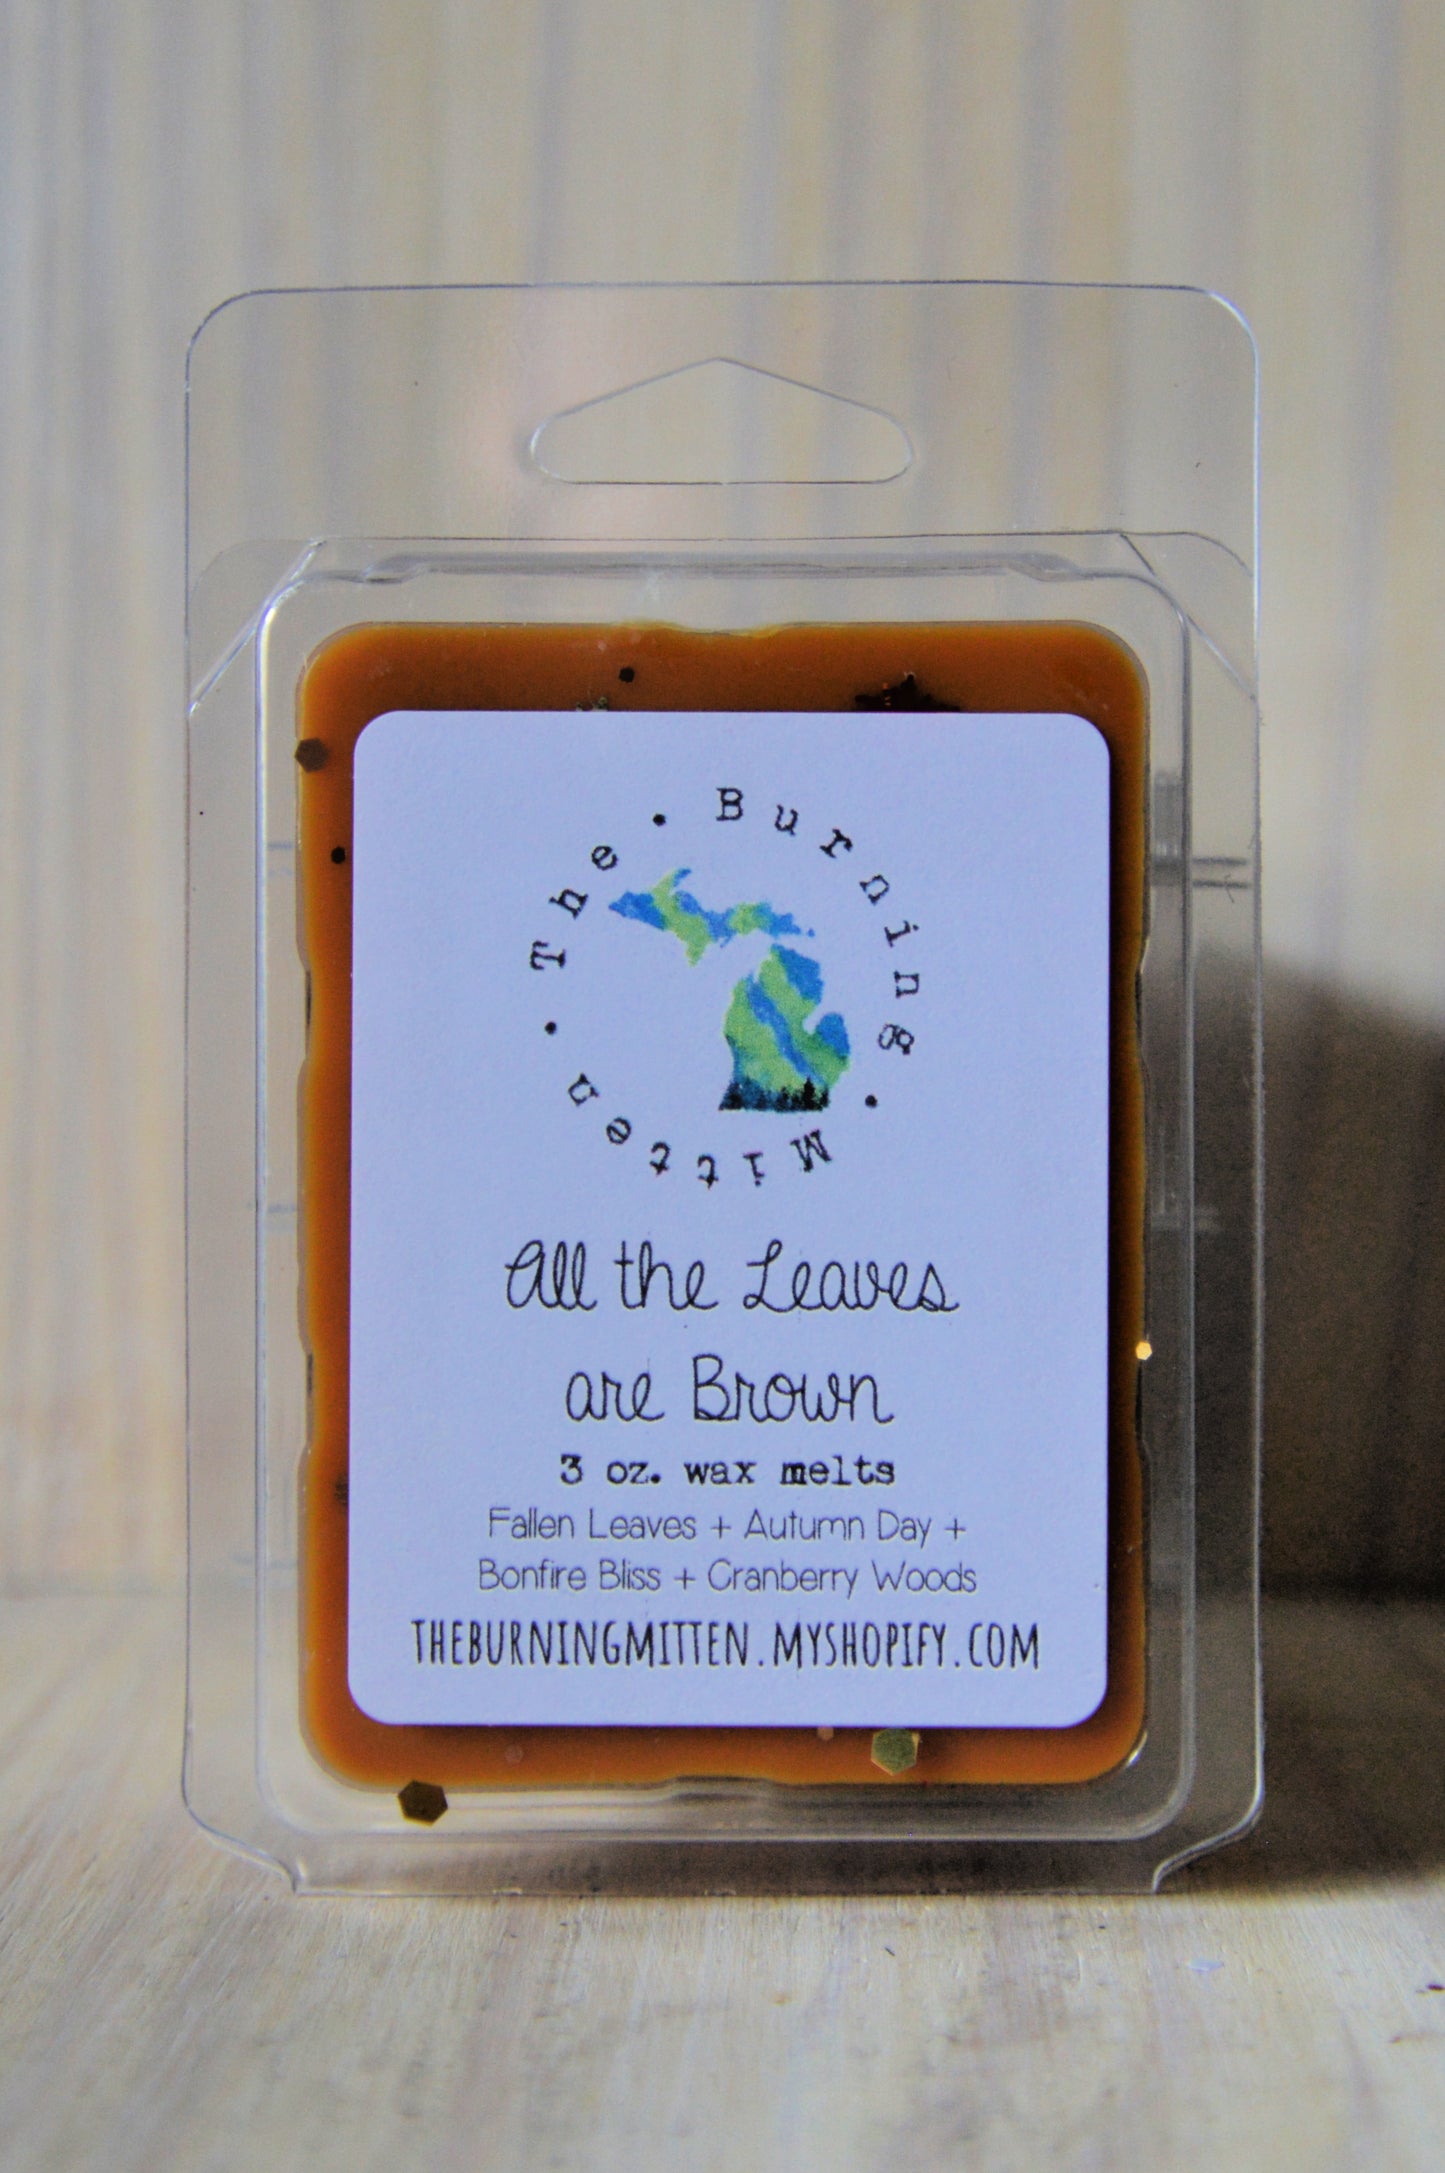 • The • Burning • Mitten
All the Leaves
are Brown
3 oz. wax melts
Fallen Leaves + Autumn Day +
Bonfire Bliss + Cranberry Woods
THEBURNINGMITTEN.MYSHOPIFY.COM